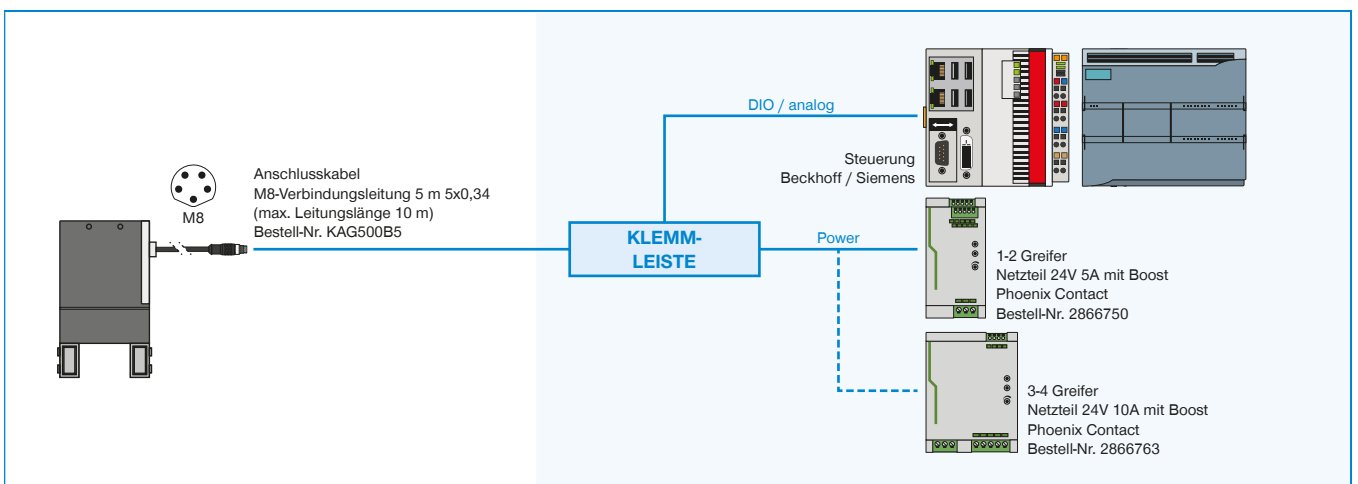 M8
Anschlusskabel
M8-Verbindungsleitung 5 m 5x0,34
(max. Leitungslänge 10 m)
Bestell-Nr. KAG500B5
KLEMM-
LEISTE
DIO / analog
Steuerung
Beckhoff / Siemens
Power
1-2 Greifer
Netzteil 24V 5A mit Boost
Phoenix Contact
Bestell-Nr. 2866750
3-4 Greifer
Netzteil 24V 10A mit Boost
Phoenix Contact
Bestell-Nr. 2866763